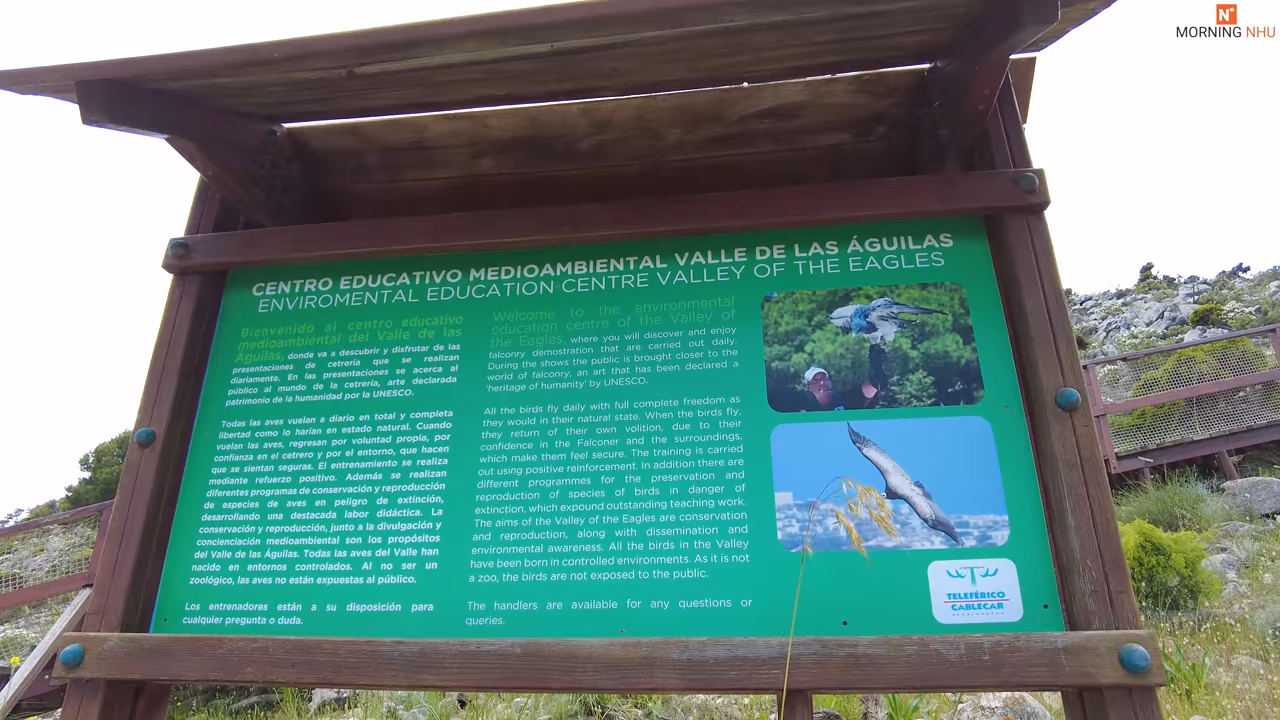 N
MORNING NHU
CENTRO EDUCATIVO MEDIOAMBIENTAL VALLE DE LAS ÁGUILAS
ENVIROMENTAL EDUCATION CENTRE VALLEY OF THE EAGLES
Bienvenido al centro educativo
medioambiental del Valle de las
Águilas, donde va a descubrir y disfrutar de las
presentaciones de cetrería que se realizan
diariamente. En las presentaciones se acerca al
público al mundo de la cetrería, arte declarada
patrimonio de la humanidad por la UNESCO.
Todas las aves vuelan a diario en total y completa
libertad como lo harían en estado natural. Cuando
vuelan las aves, regresan por voluntad propia, por
confianza en el cetrero y por el entorno, que hacen
que se sientan seguras. El entrenamiento se realiza
mediante refuerzo positivo. Además se realizan
diferentes programas de conservación y reproducción
de especies de aves en peligro de extinción,
desarrollando una destacada labor didáctica. La
conservación y reproducción, junto a la divulgación y
concienciación medioambiental son los propósitos
del Valle de las Águilas. Todas las aves del Valle han
nacido en entornos controlados. Al no ser un
zoológico, las aves no están expuestas al público.
Los entrenadores están a su disposición para
cualquier pregunta o duda.
Welcome to the environmental
education centre of the Valley of
the Eagles, where you will discover and enjoy
falconry demostration that are carried out daily.
During the shows the public is brought closer to the
world of falconry, an art that has been declared a
'heritage of humanity' by UNESCO.
All the birds fly daily with full complete freedom as
they would in their natural state. When the birds fly,
they return of their own volition, due to their
confidence in the Falconer and the surroundings,
which make them feel secure. The training is carried
out using positive reinforcement. In addition there are
different programmes for the preservation and
reproduction of species of birds in danger of
extinction, which expound outstanding teaching work.
The aims of the Valley of the Eagles are conservation
and reproduction, along with dissemination and
environmental awareness. All the birds in the Valley
have been born in controlled environments. As it is not
a zoo, the birds are not exposed to the public.
The handlers are available for any questions or
queries.
TELEFÉRICO
CABLECAR
BENALMÁDENA